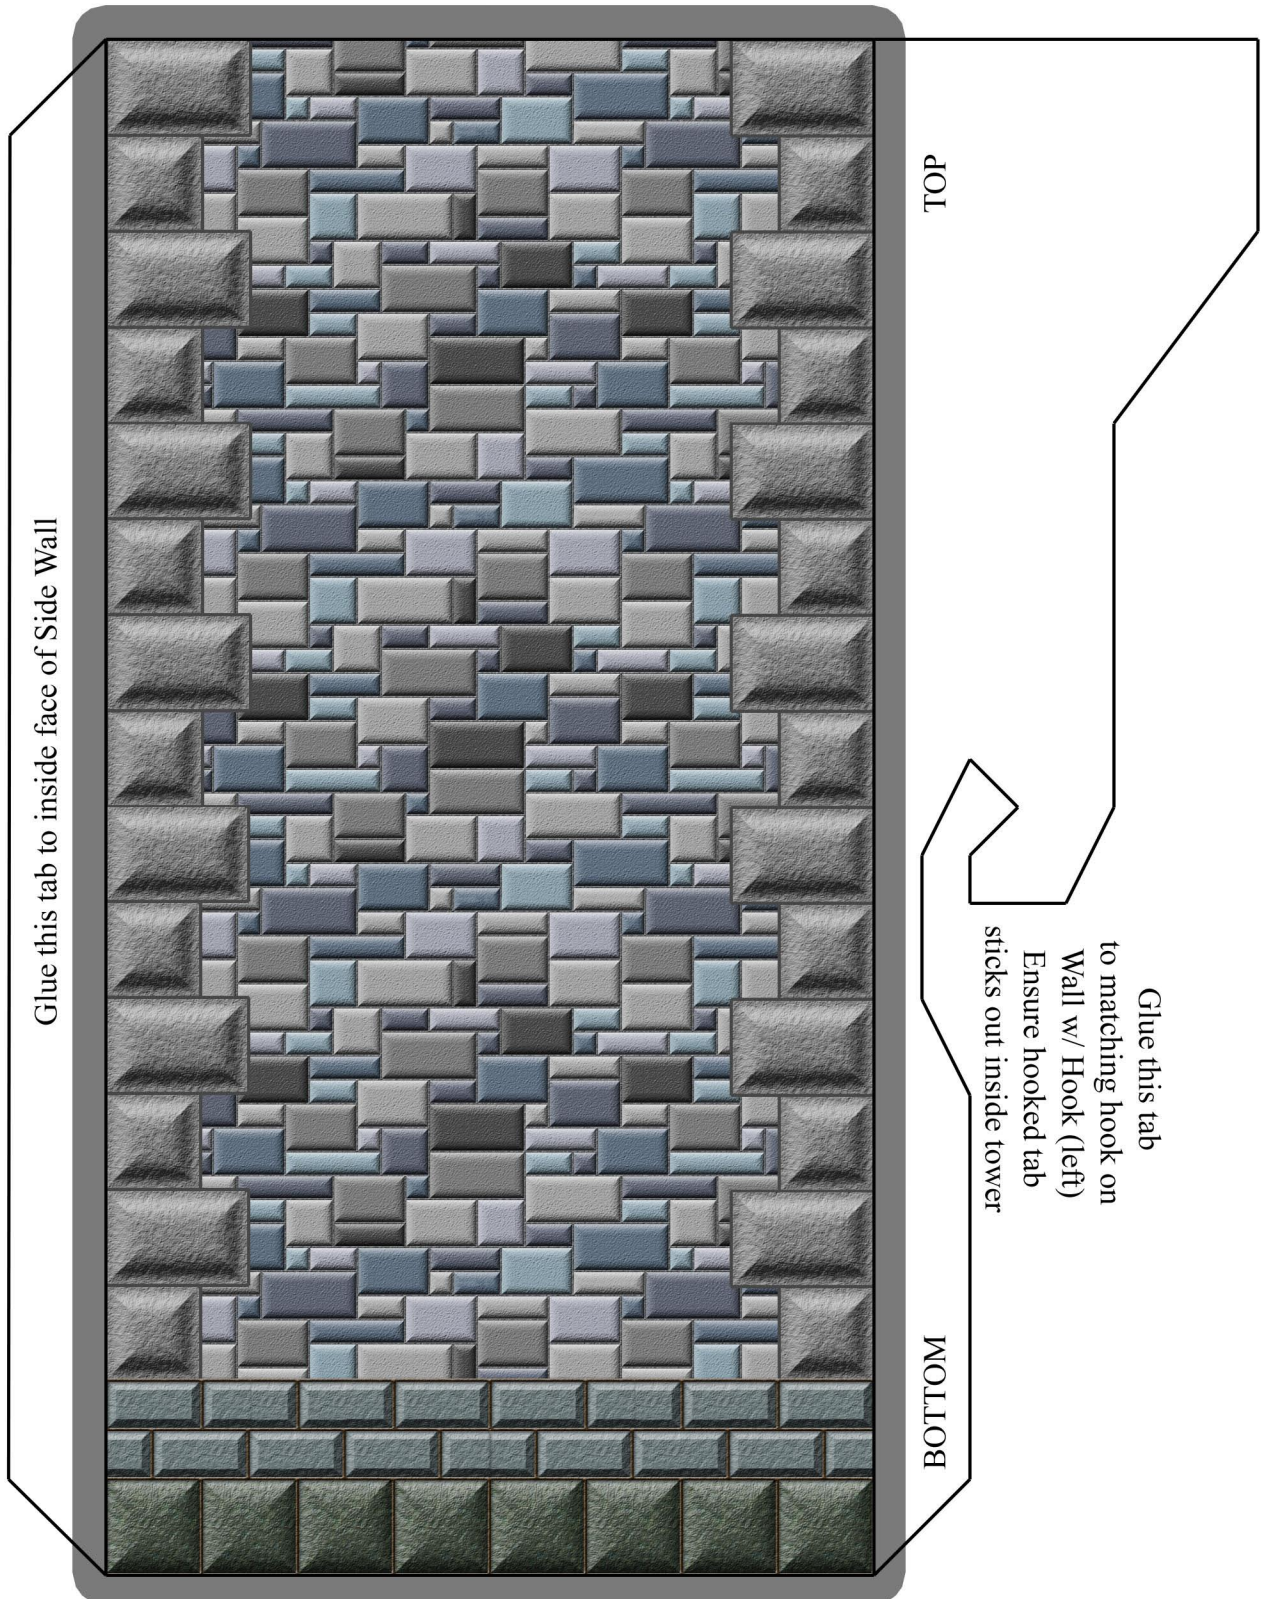 Glue this tab to inside face of Side Wall
TOP
Glue this tab
to matching hook on
Wall w/ Hook (left)
Ensure hooked tab
sticks out inside tower
BOTTOM